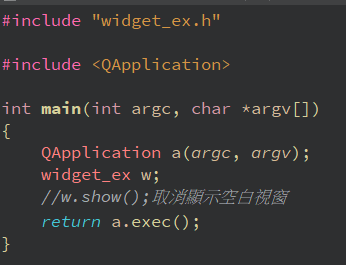 #include "widget_ex.h"
#include <QApplication>
int main(int argc, char *argv[])
{
QApplication a(argc, argv);
widget_ex w;
//w.show();取消顯示空白視窗
return a.exec();
}